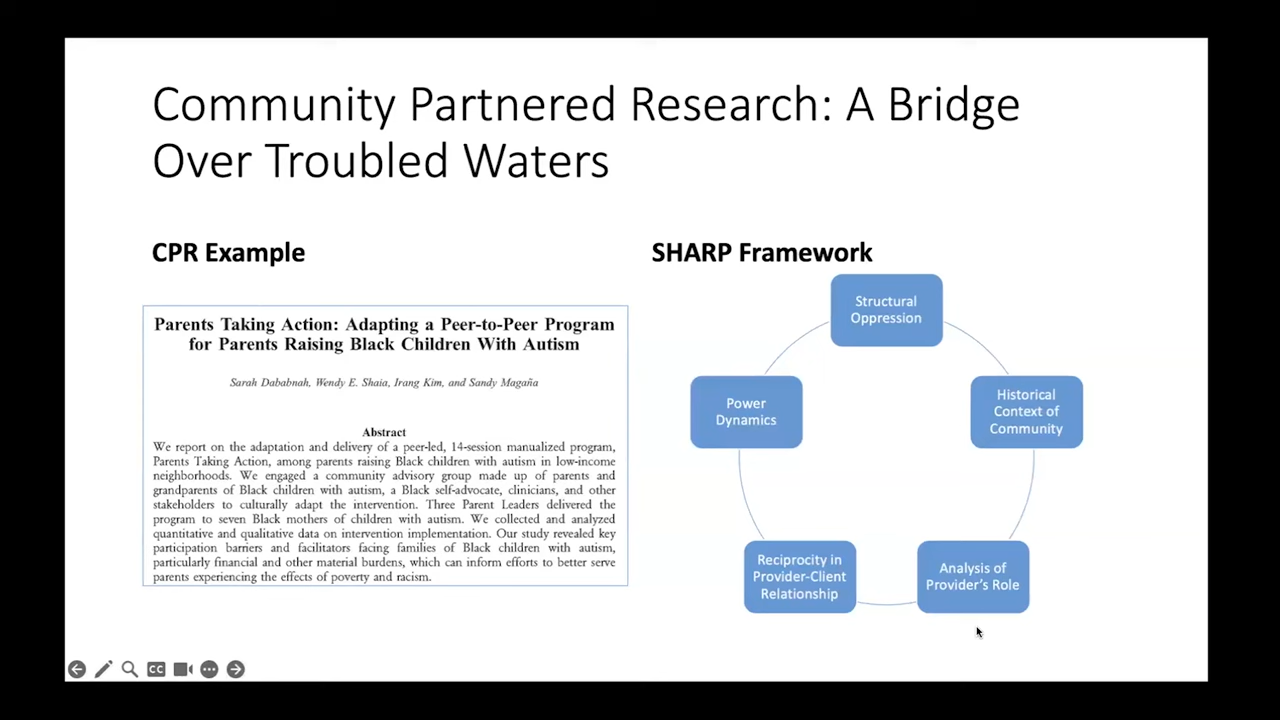 Community Partnered Research: A Bridge
Over Troubled Waters
CPR Example
Parents Taking Action: Adapting a Peer-to-Peer Program
for Parents Raising Black Children With Autism
Sarah Dababnah, Wendy E. Shaia, Irang Kim, and Sandy Magaña
Abstract
We report on the adaptation and delivery of a peer-led, 14-session manualized program,
Parents Taking Action, among parents raising Black children with autism in low-income
neighborhoods. We engaged a community advisory group made up of parents and
grandparents of Black children with autism, a Black self-advocate, clinicians, and other
stakeholders to culturally adapt the intervention. Three Parent Leaders delivered the
program to seven Black mothers of children with autism. We collected and analyzed
quantitative and qualitative data on intervention implementation. Our study revealed key
participation barriers and facilitators facing families of Black children with autism,
particularly financial and other material burdens, which can inform efforts to better serve
parents experiencing the effects of poverty and racism.
SHARP Framework
Structural
Oppression
Historical
Context of
Community
Analysis of
Provider's Role
Reciprocity in
Provider-Client
Relationship
Power
Dynamics
CC